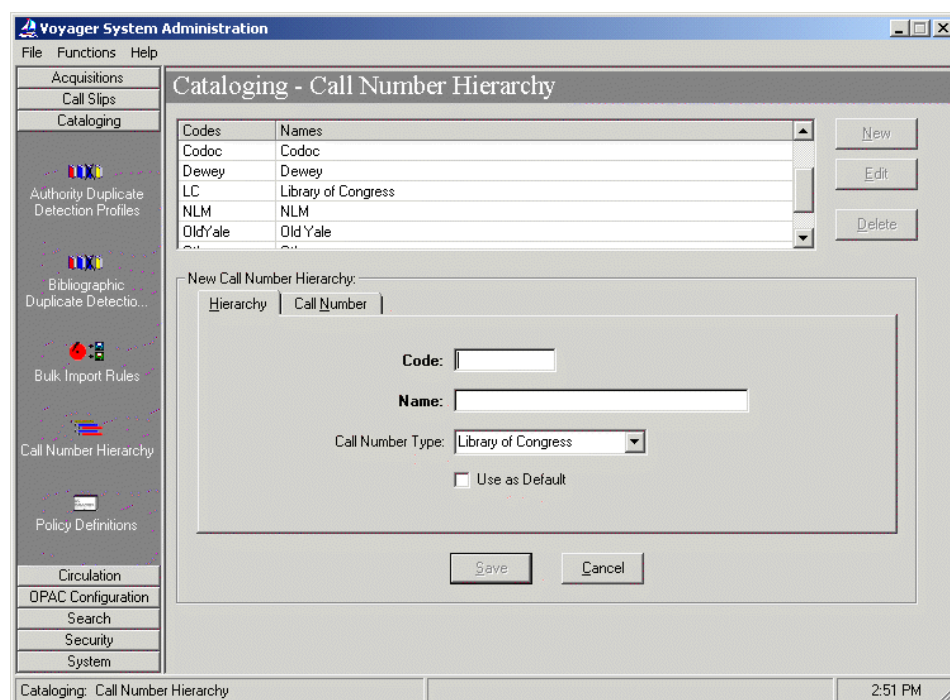 Voyager System Administration
File Functions Help
Acquisitions
Call Slips
Cataloging
Authority Duplicate
Detection Profiles
Bibliographic
Duplicate Detectio...
Bulk Import Rules
Call Number Hierarchy
Policy Definitions
Circulation
OPAC Configuration
Search
Security
System
Cataloging - Call Number Hierarchy
Codes Names
Codoc Codoc
Dewey Dewey
LC Library of Congress
NLM NLM
OldYale Old Yale
New
Edit
Delete
New Call Number Hierarchy:
Hierarchy Call Number
Code:
Name:
Call Number Type: Library of Congress
Use as Default
Save Cancel
Cataloging: Call Number Hierarchy 2:51 PM